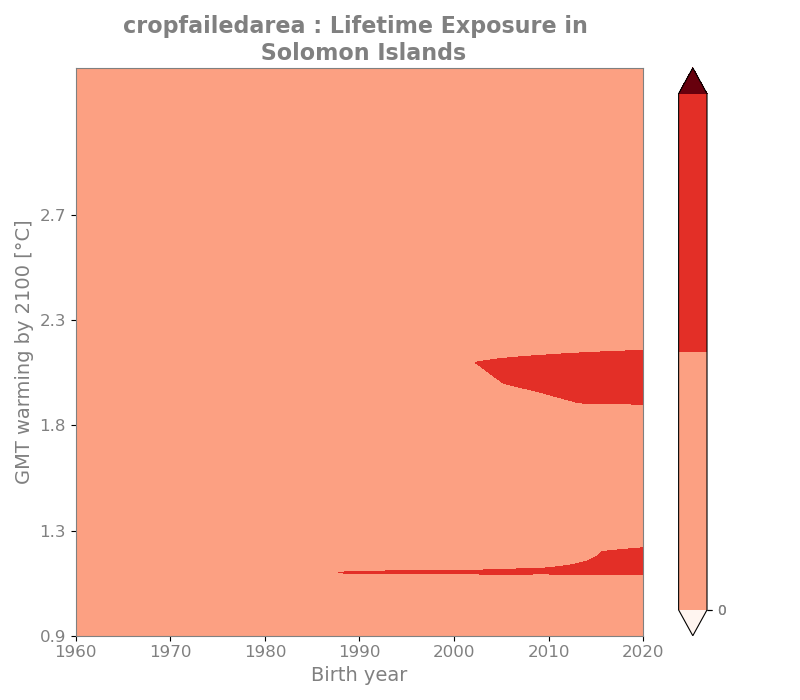 cropfailedarea : Lifetime Exposure in
Solomon Islands
GMT warming by 2100 [°C]
2.7
2.3
1.8
1.3
0.9
1960 1970 1980 1990 2000 2010 2020
Birth year
0